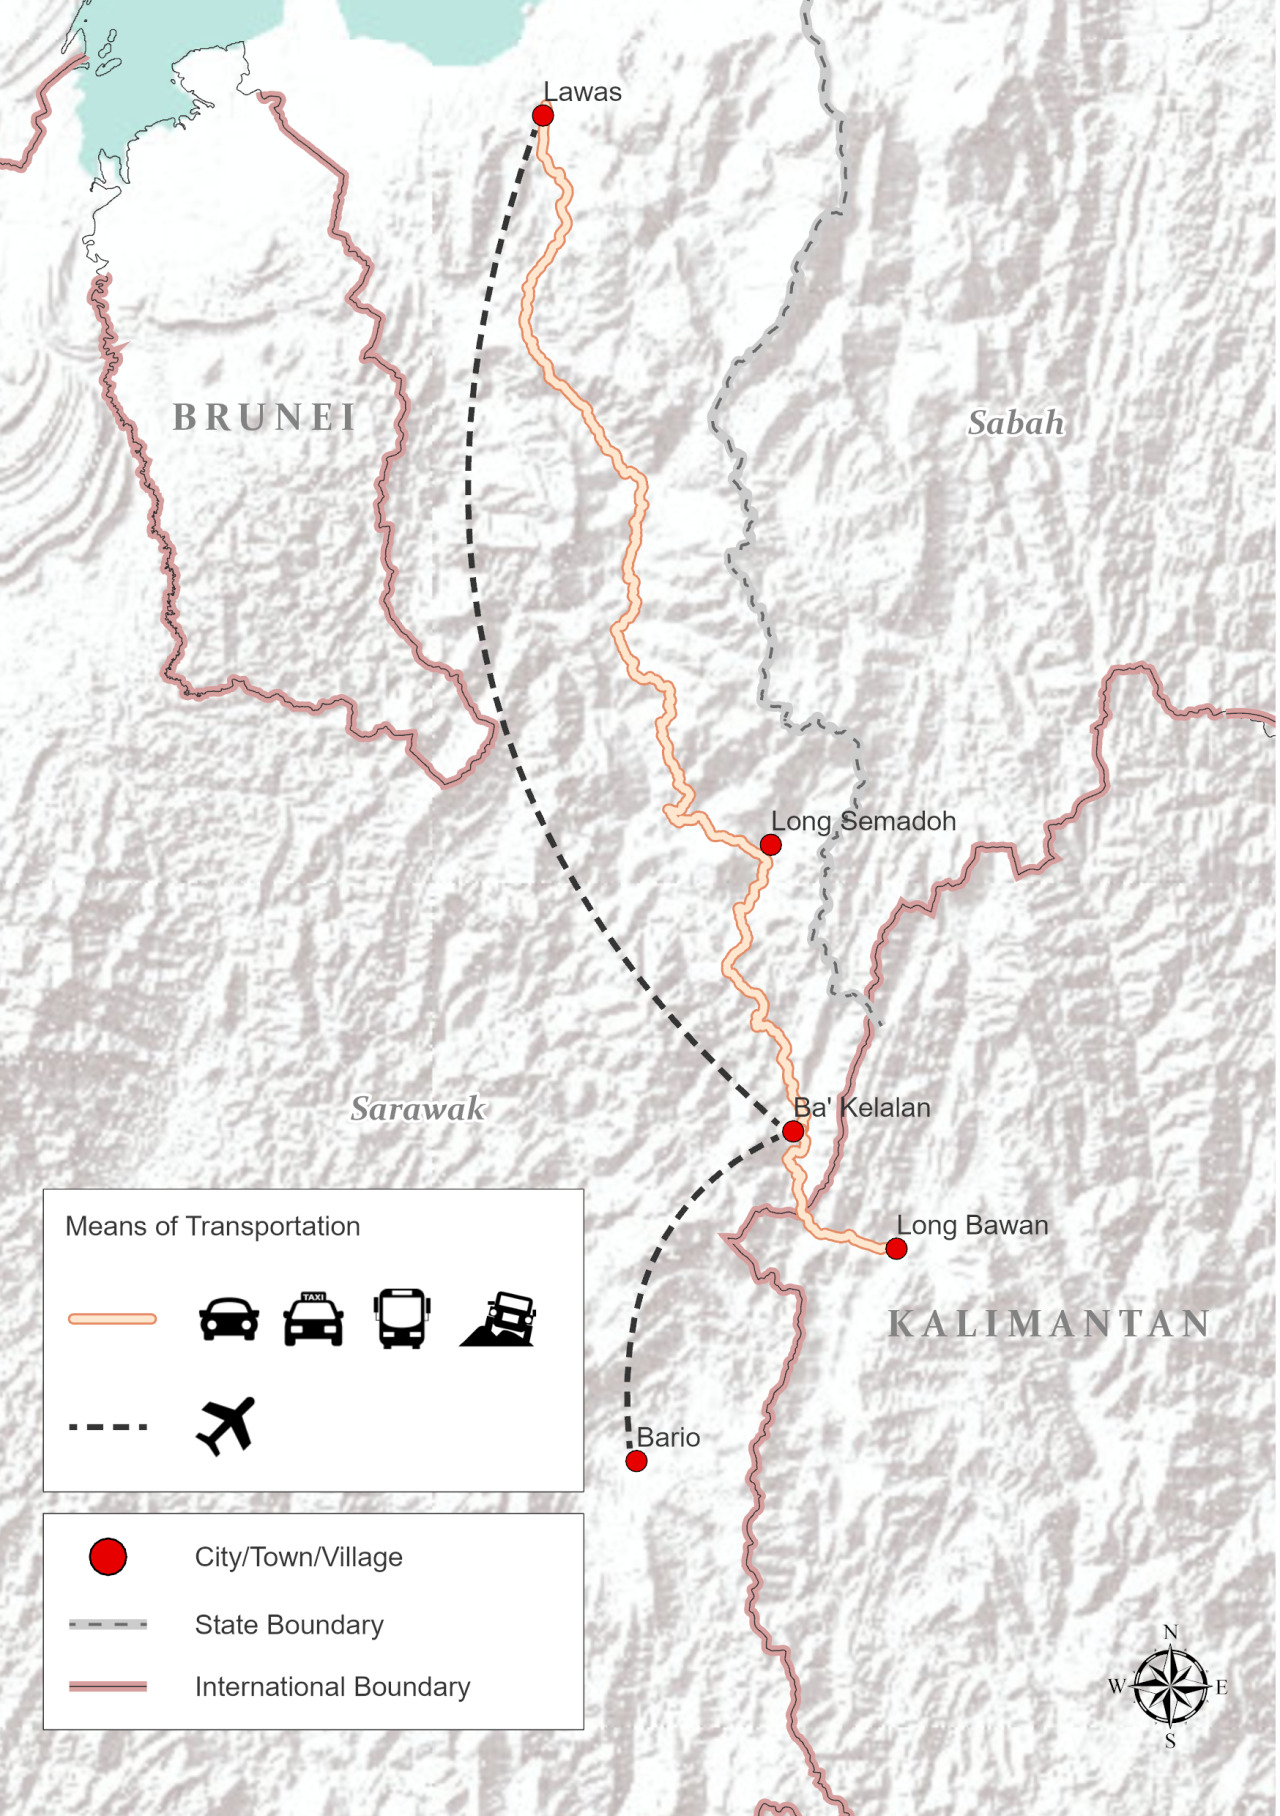 Lawas
BRUNEI
Sabah
Long Semadoh
Sarawak
Ba' Kelalan
Long Bawan
KALIMANTAN
Bario
Means of Transportation
TAXI
City/Town/Village
State Boundary
International Boundary
N
W E
S